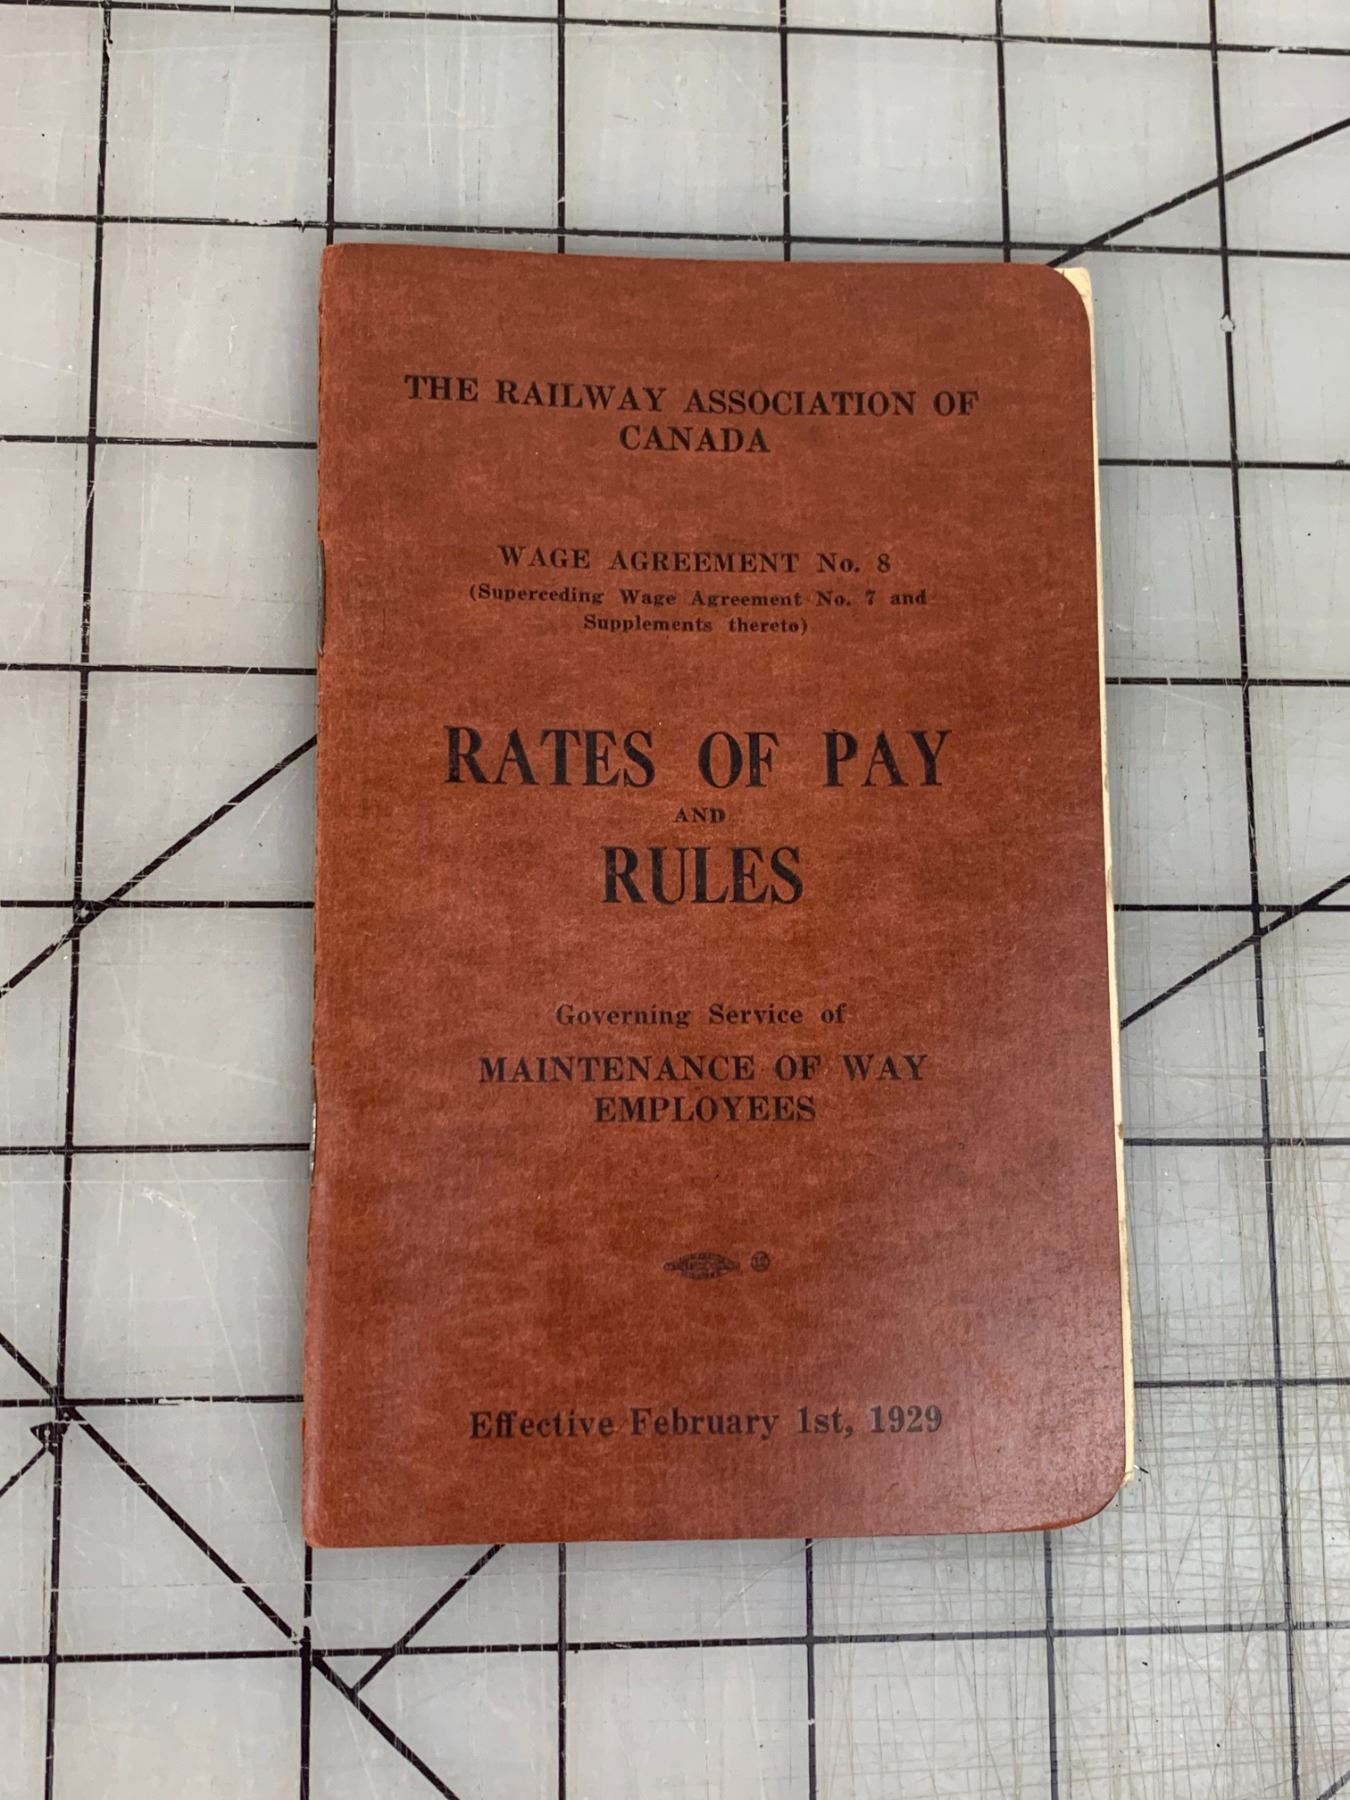 THE RAILWAY ASSOCIATION OF
CANADA
WAGE AGREEMENT No. 8
(Superceding Wage Agreement No. 7 and
Supplements thereto)
RATES OF PAY
AND
RULES
Governing Service of
MAINTENANCE OF WAY
EMPLOYEES
Effective February 1st, 1929